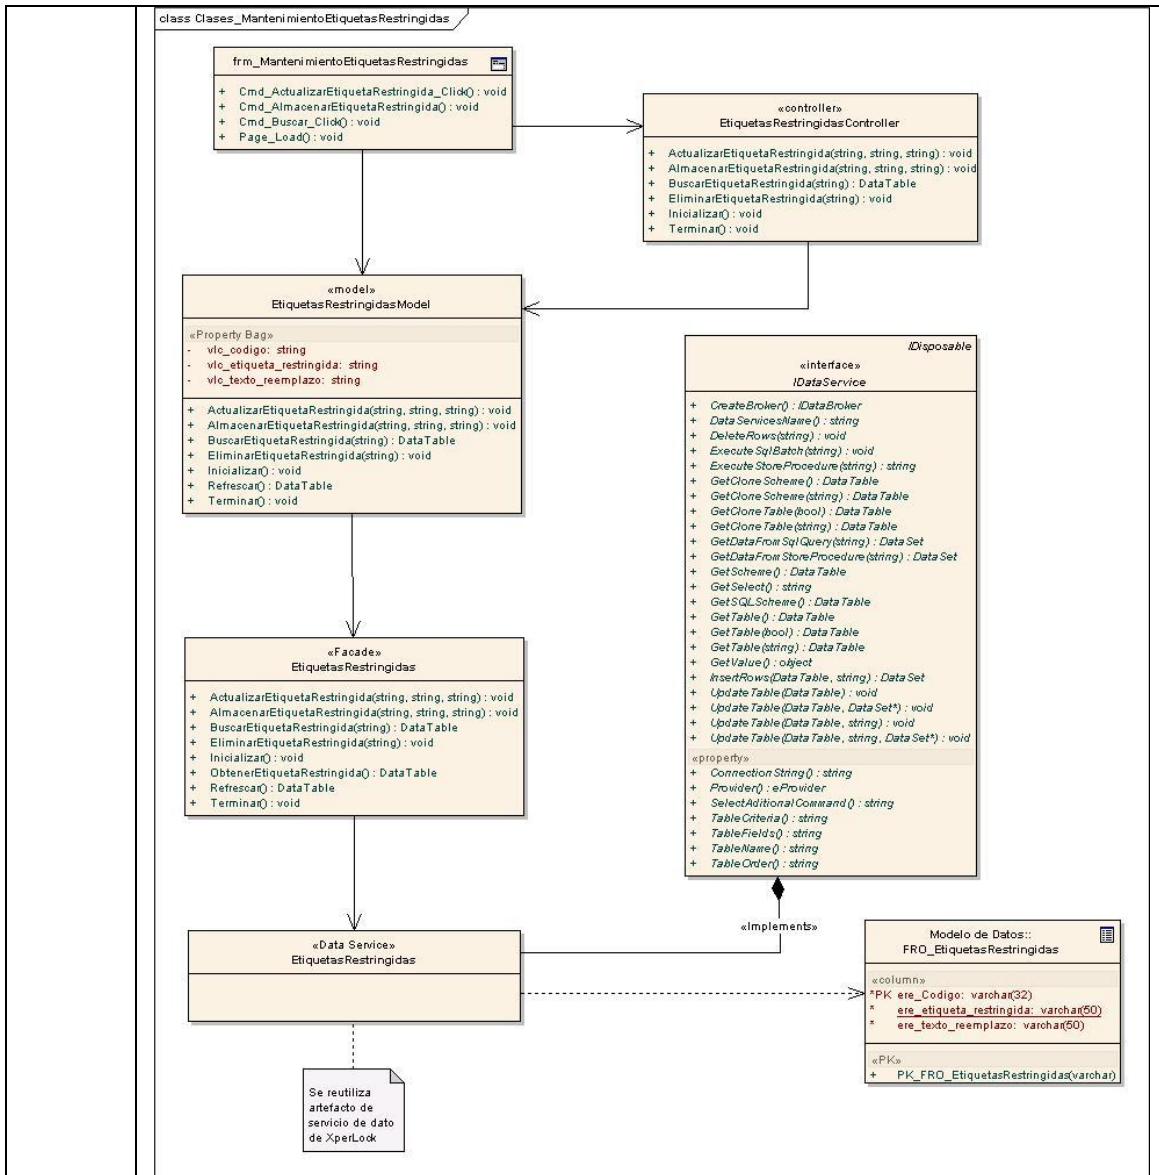 class Clases_MantenimientoEtiquetasRestringidas
frm_MantenimientoEtiquetasRestringidas
+ Cmd_ActualizarEtiquetaRestringida_Click() : void
+ Cmd_AlmacenarEtiquetaRestringida() : void
+ Cmd_Buscar_Click() : void
+ Page_Load() : void
«controller»
EtiquetasRestringidasController
+ ActualizarEtiquetaRestringida(string, string, string) : void
+ AlmacenarEtiquetaRestringida(string, string, string) : void
+ BuscarEtiquetaRestringida(string) : DataTable
+ EliminarEtiquetaRestringida(string) : void
+ Inicializar() : void
+ Terminar() : void
«model»
EtiquetasRestringidasModel
«Property Bag»
- vlc_codigo: string
- vlc_etiqueta_restringida: string
- vlc_texto_reemplazo: string
+ ActualizarEtiquetaRestringida(string, string, string) : void
+ AlmacenarEtiquetaRestringida(string, string, string) : void
+ BuscarEtiquetaRestringida(string) : DataTable
+ EliminarEtiquetaRestringida(string) : void
+ Inicializar() : void
+ Refrescar() : DataTable
+ Terminar() : void
IDisposable
«interface»
IDataService
+ CreateBroker() : IDataBroker
+ DataServicesName() : string
+ DeleteRows(string) : void
+ ExecuteSqlBatch(string) : void
+ ExecuteStoreProcedure(string) : string
+ GetCloneScheme() : DataTable
+ GetCloneScheme(string) : DataTable
+ GetCloneTable(bool) : DataTable
+ GetCloneTable(string) : DataTable
+ GetDataFromSqlQuery(string) : DataSet
+ GetDataFromStoreProcedure(string) : DataSet
+ GetScheme() : DataTable
+ GetSelect() : string
+ GetSQLScheme() : DataTable
+ GetTable() : DataTable
+ GetTable(bool) : DataTable
+ GetTable(string) : DataTable
+ GetValue() : object
+ InsertRows(DataTable, string) : DataSet
+ UpdateTable(DataTable) : void
+ UpdateTable(DataTable, DataSet*) : void
+ UpdateTable(DataTable, string) : void
+ UpdateTable(DataTable, string, DataSet*) : void
«property»
+ ConnectionString() : string
+ Provider() : eProvider
+ SelectAditionalCommand() : string
+ TableCriteria() : string
+ TableFields() : string
+ TableName() : string
+ TableOrder() : string
«Facade»
EtiquetasRestringidas
+ ActualizarEtiquetaRestringida(string, string, string) : void
+ AlmacenarEtiquetaRestringida(string, string, string) : void
+ BuscarEtiquetaRestringida(string) : DataTable
+ EliminarEtiquetaRestringida(string) : void
+ Inicializar() : void
+ ObtenerEtiquetaRestringida() : DataTable
+ Refrescar() : DataTable
+ Terminar() : void
«Implements»
«Data Service»
EtiquetasRestringidas
Modelo de Datos::
FRO_EtiquetasRestringidas
«column»
*PK ere_Codigo: varchar(32)
* ere_etiqueta_restringida: varchar(50)
* ere_texto_reemplazo: varchar(50)
«PK»
+ PK_FRO_EtiquetasRestringidas(varchar)
Se reutiliza
artefacto de
servicio de dato
de XperLock